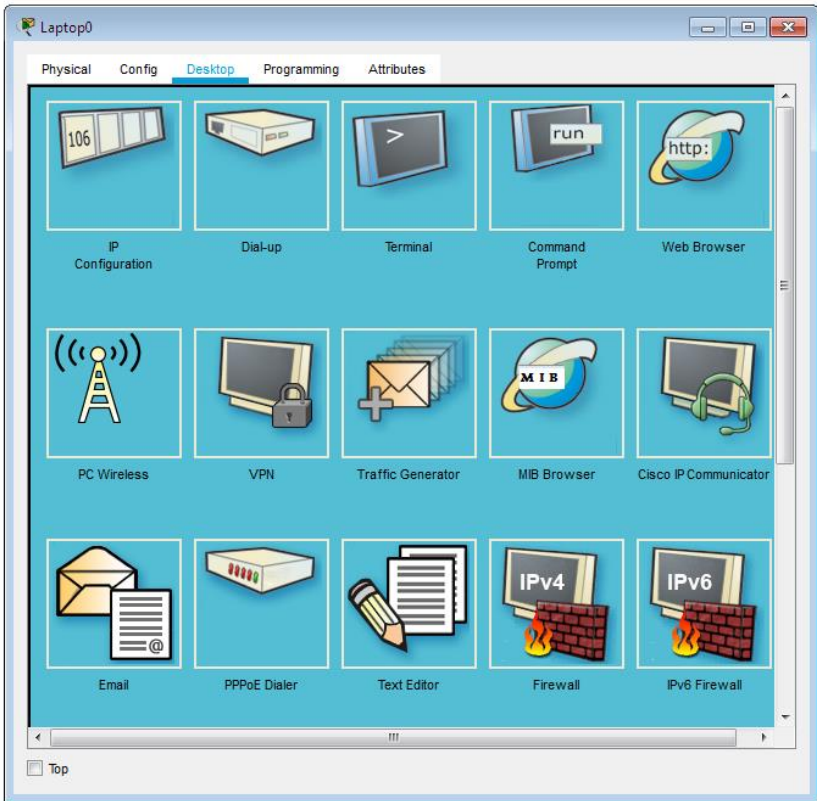 Laptop0
Physical Config Desktop Programming Attributes
106
>
run
http:
IP
Configuration
Dial-up
Terminal
Command
Prompt
Web Browser
((( )))
MIB
PC Wireless
VPN
Traffic Generator
MIB Browser
Cisco IP Communicator
@
IPv4
IPv6
Email
PPPoE Dialer
Text Editor
Firewall
IPv6 Firewall
Top